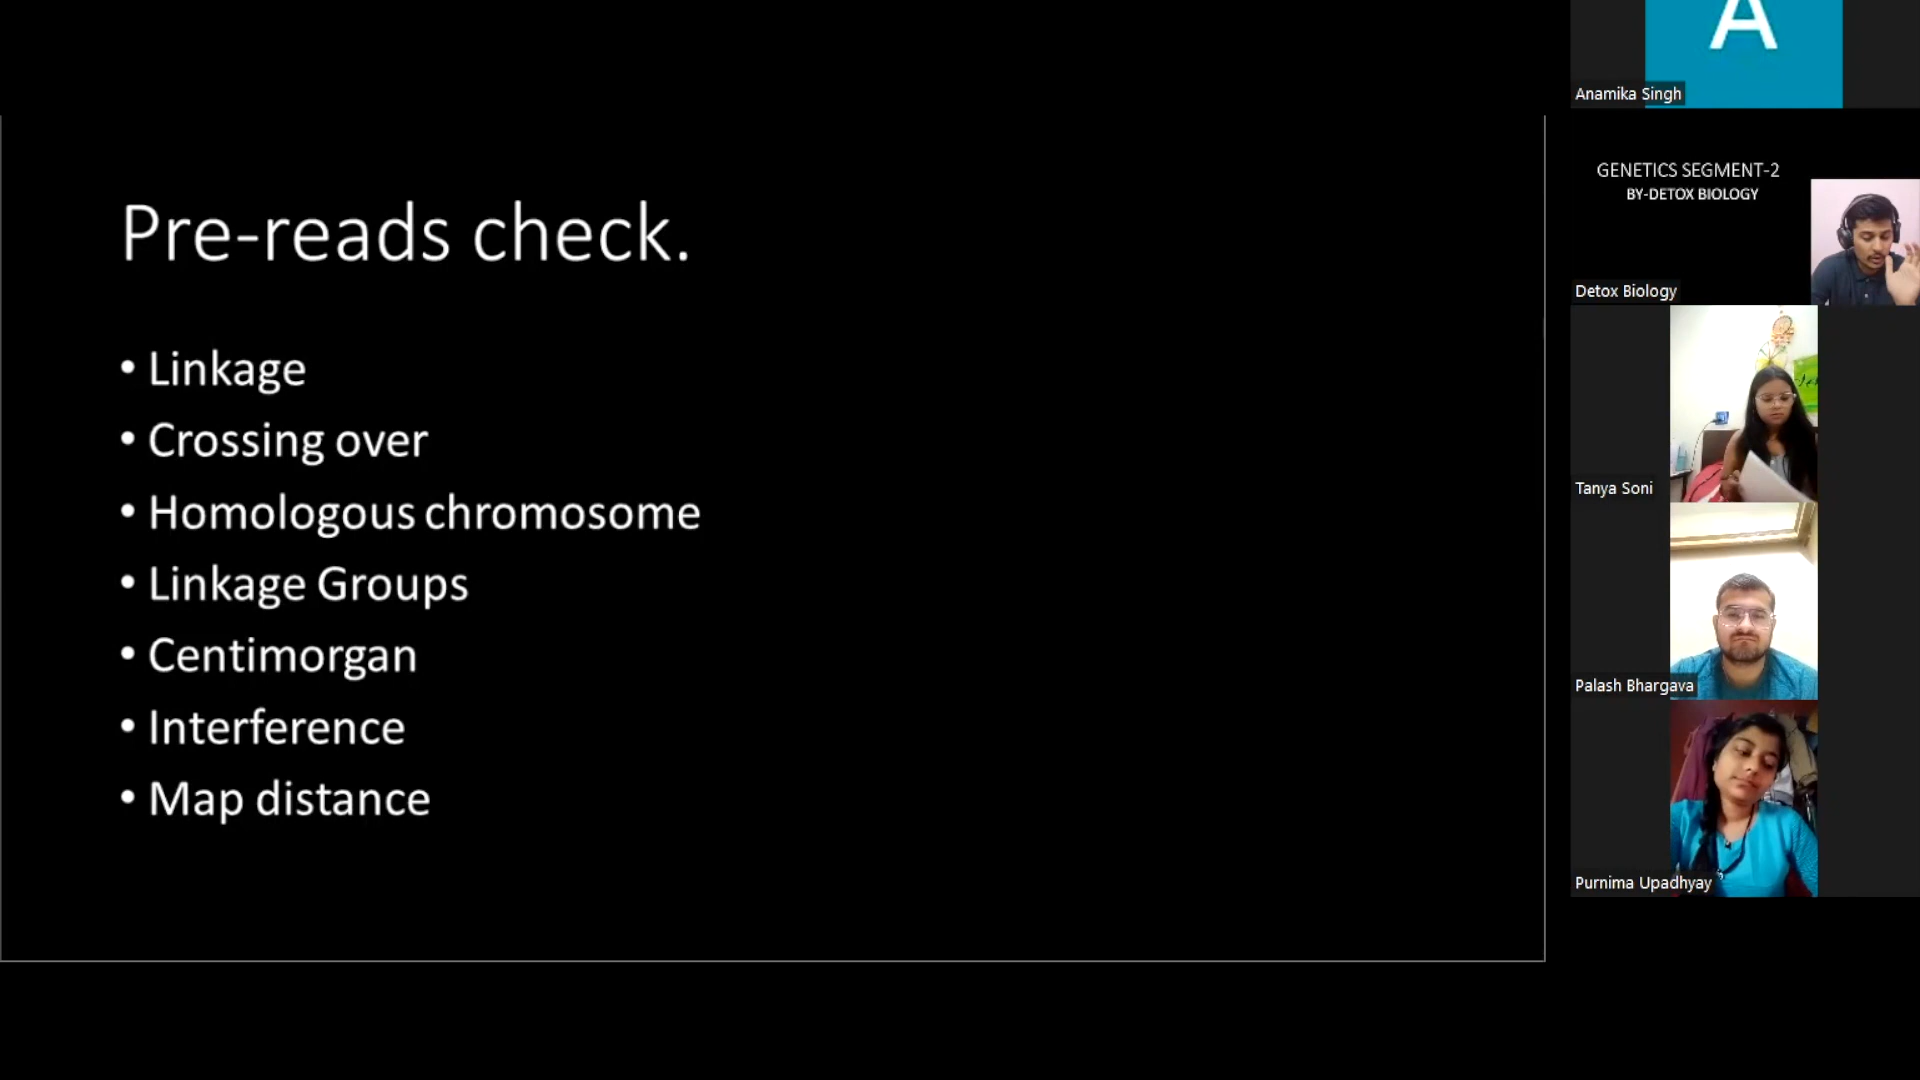 A
Anamika Singh
Pre-reads check.
• Linkage
• Crossing over
• Homologous chromosome
• Linkage Groups
• Centimorgan
• Interference
• Map distance
GENETICS SEGMENT-2
BY-DETOX BIOLOGY
Detox Biology
Tanya Soni
Palash Bhargava
Purnima Upadhyay